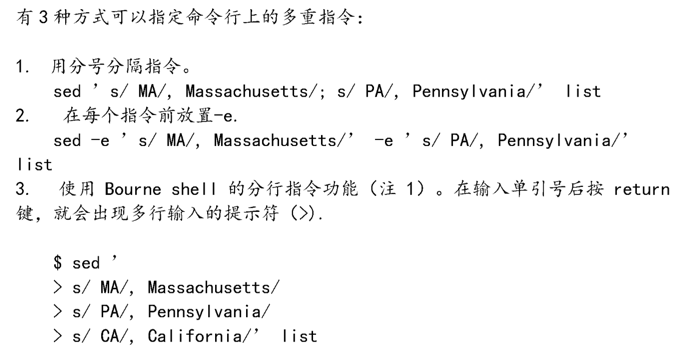 有3种方式可以指定命令行上的多重指令：
1. 用分号分隔指令。
sed ’s/ MA/, Massachusetts/; s/ PA/, Pennsylvania/’ list
2. 在每个指令前放置-e.
sed -e ’s/ MA/, Massachusetts/’ -e ’s/ PA/, Pennsylvania/’
list
3. 使用 Bourne shell 的分行指令功能（注 1）。在输入单引号后按 return
键，就会出现多行输入的提示符（>).
$ sed ’
> s/ MA/, Massachusetts/
> s/ PA/, Pennsylvania/
> s/ CA/, California/’ list